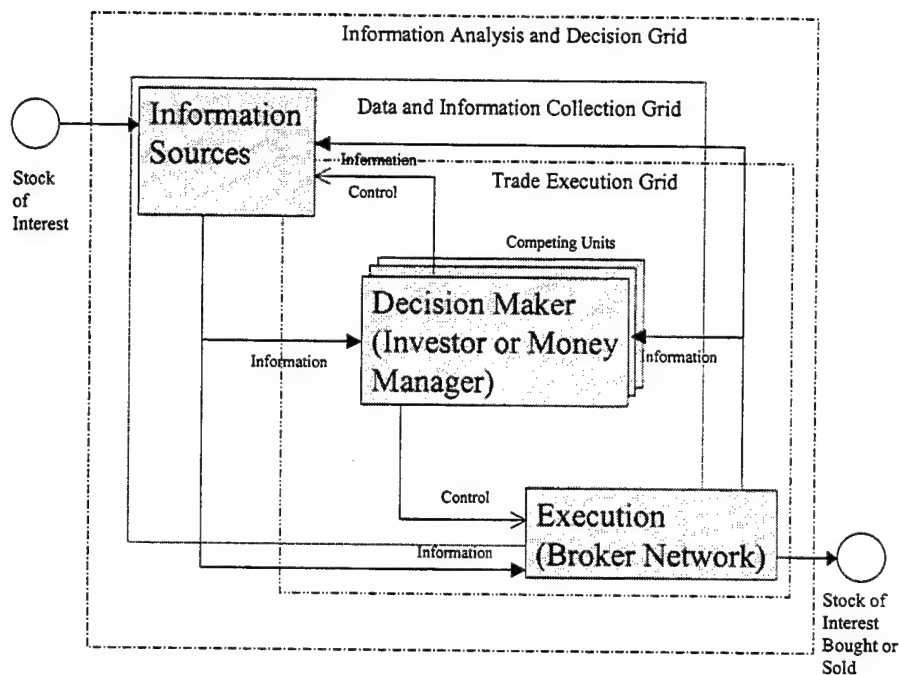 Information Analysis and Decision Grid
Information
Sources
Data and Information Collection Grid
Information
Control
Trade Execution Grid
Stock
of
Interest
Competing Units
Decision Maker
(Investor or Money
Manager)
Information
Information
Control
Execution
(Broker Network)
Information
Stock of
Interest
Bought or
Sold